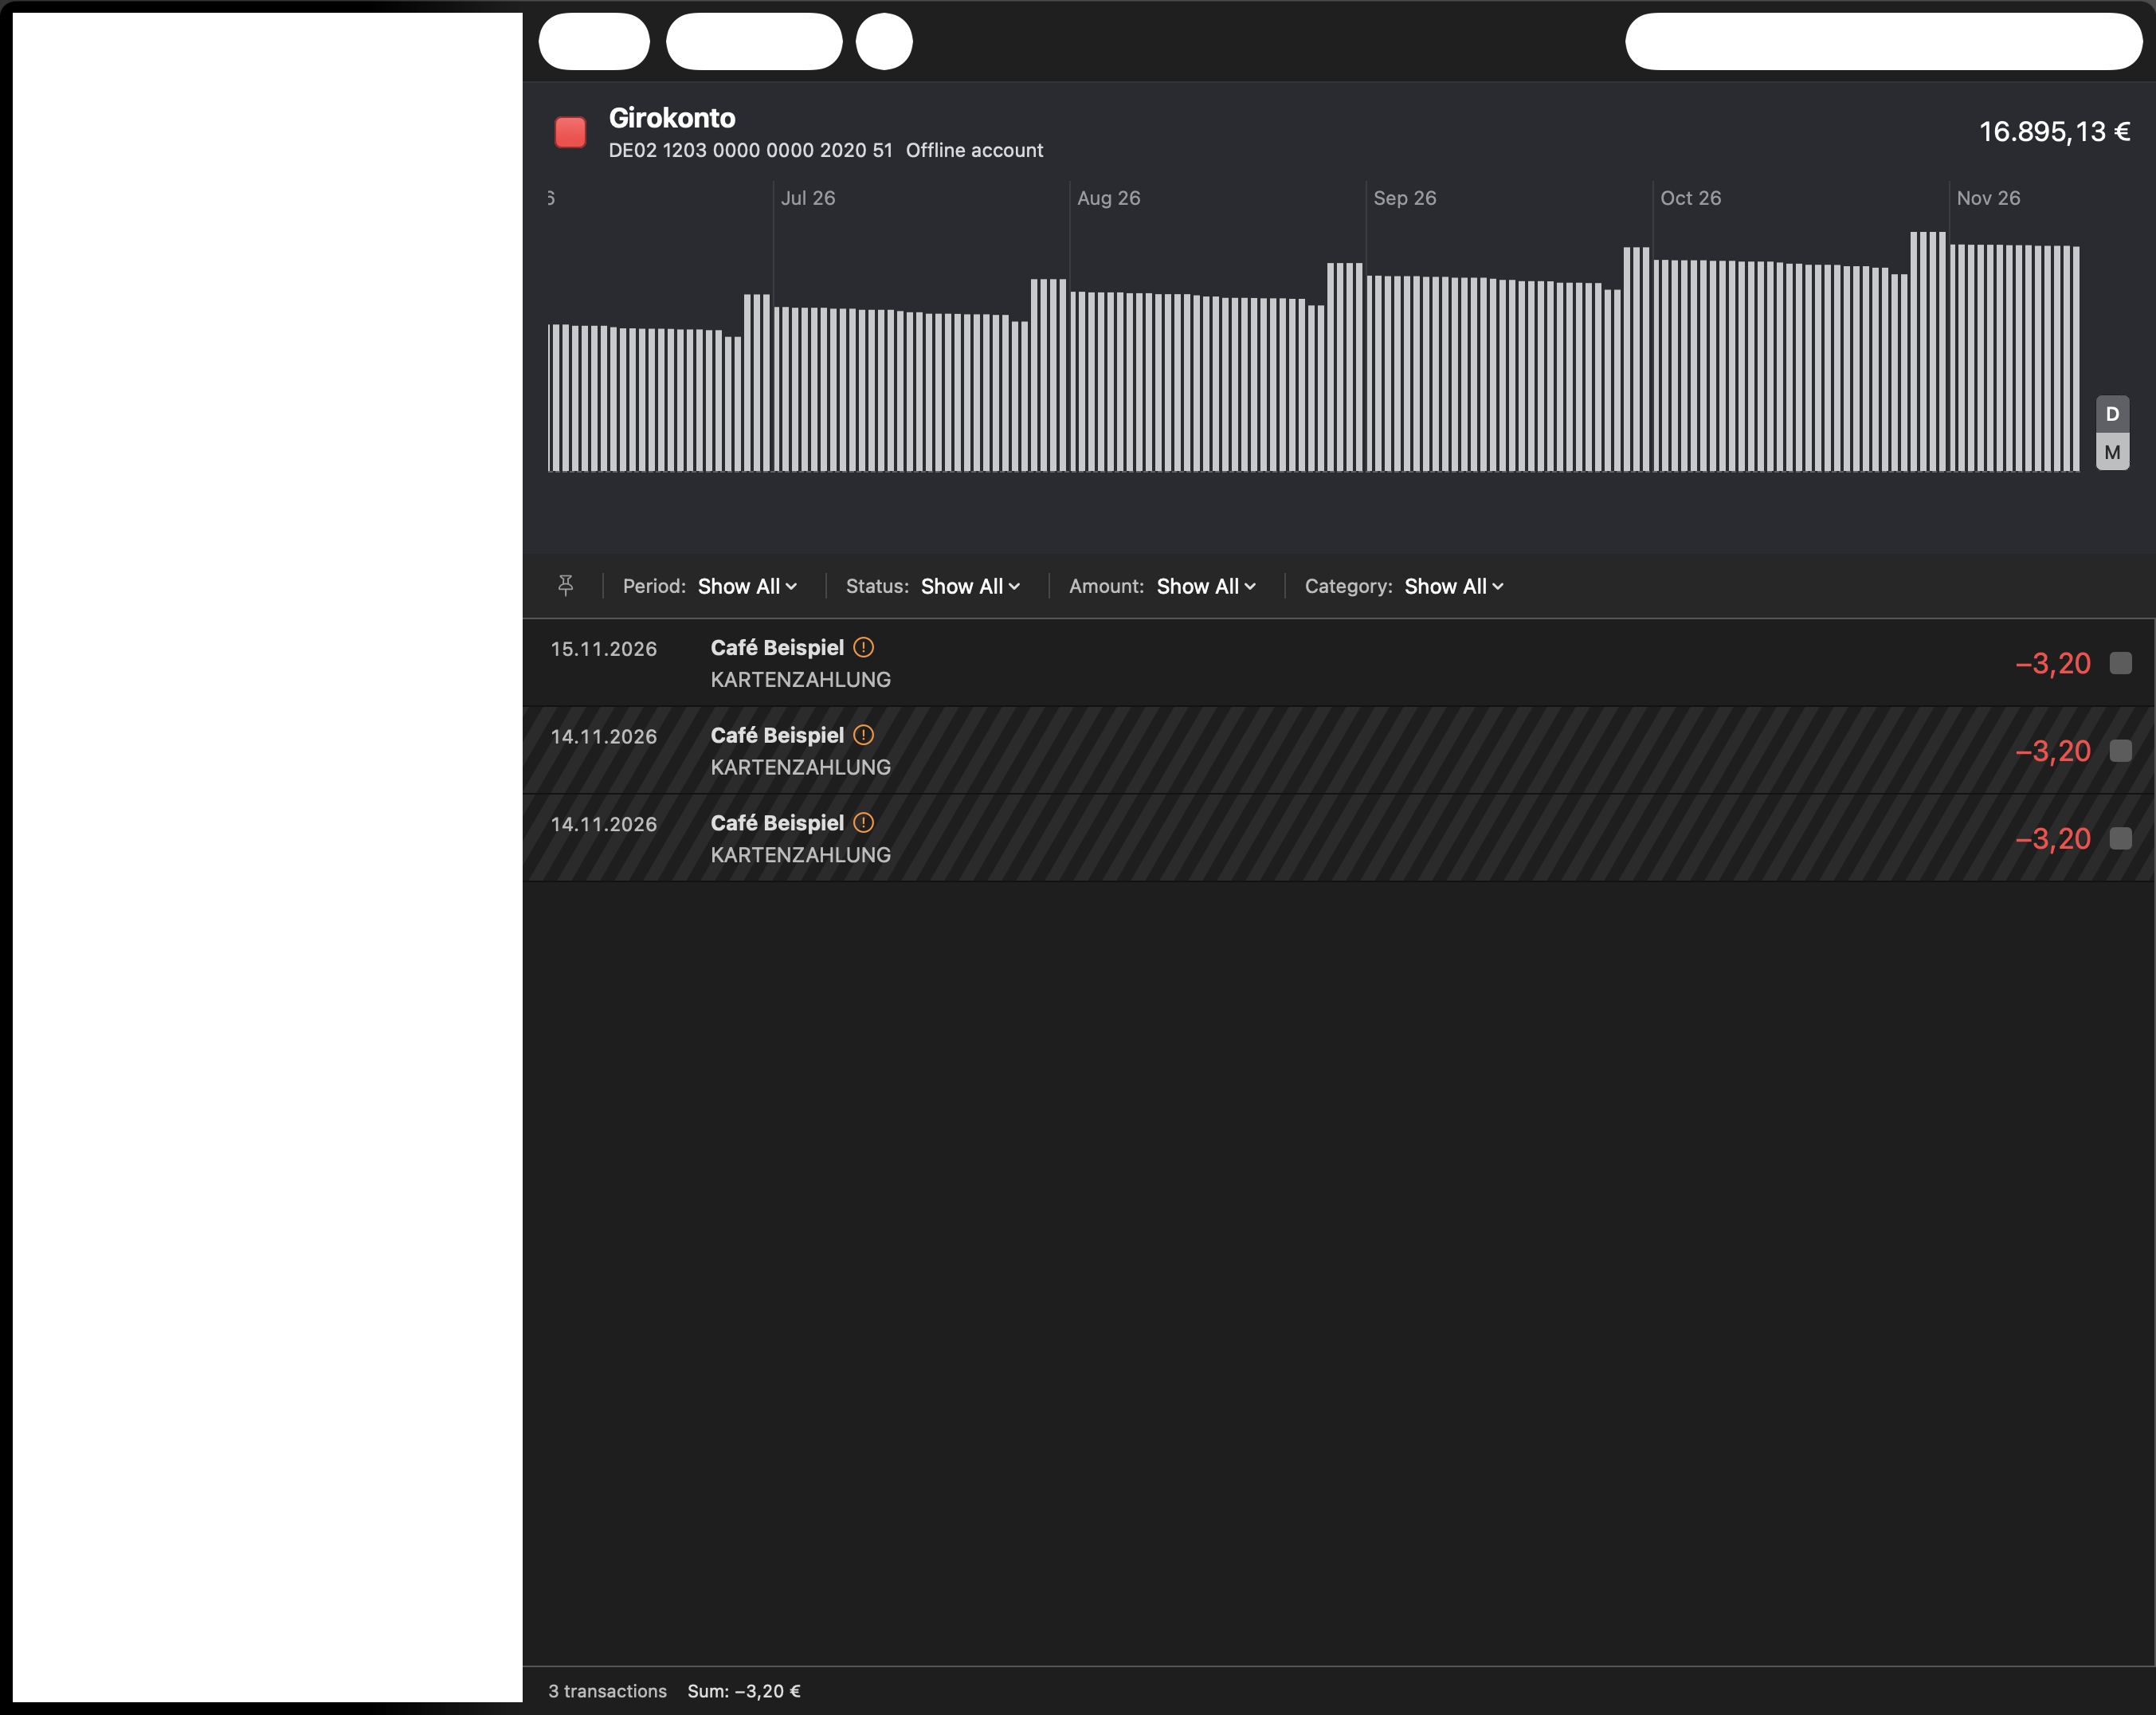 Girokonto
DE02 1203 0000 0000 2020 51 Offline account
16.895,13 €
Jul 26 Aug 26 Sep 26 Oct 26 Nov 26
D
M
Period: Show All Status: Show All Amount: Show All Category: Show All
15.11.2026 Café Beispiel −3,20
KARTENZAHLUNG
14.11.2026 Café Beispiel −3,20
KARTENZAHLUNG
14.11.2026 Café Beispiel −3,20
KARTENZAHLUNG
3 transactions Sum: −3,20 €